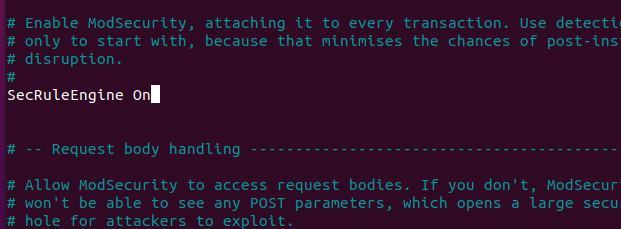 # Enable ModSecurity, attaching it to every transaction. Use detectio
# only to start with, because that minimises the chances of post-inst
# disruption.
#
SecRuleEngine On
# -- Request body handling -----------------------------------------
# Allow ModSecurity to access request bodies. If you don't, ModSecuri
# won't be able to see any POST parameters, which opens a large secu
# hole for attackers to exploit.